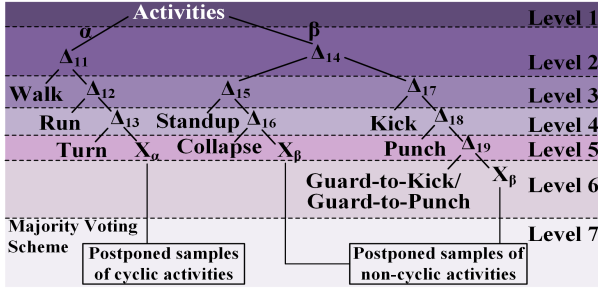 Activities Level 1
α β
Δ11 Δ14 Level 2
Walk Δ12 Δ15 Δ17 Level 3
Run Δ13 Standup Δ16 Kick Δ18 Level 4
Turn Xα Collapse Xβ Punch Δ19 Level 5
Guard-to-Kick/ Xβ Level 6
Guard-to-Punch
Majority Voting Level 7
Scheme
Postponed samples
of cyclic activities
Postponed samples of
non-cyclic activities